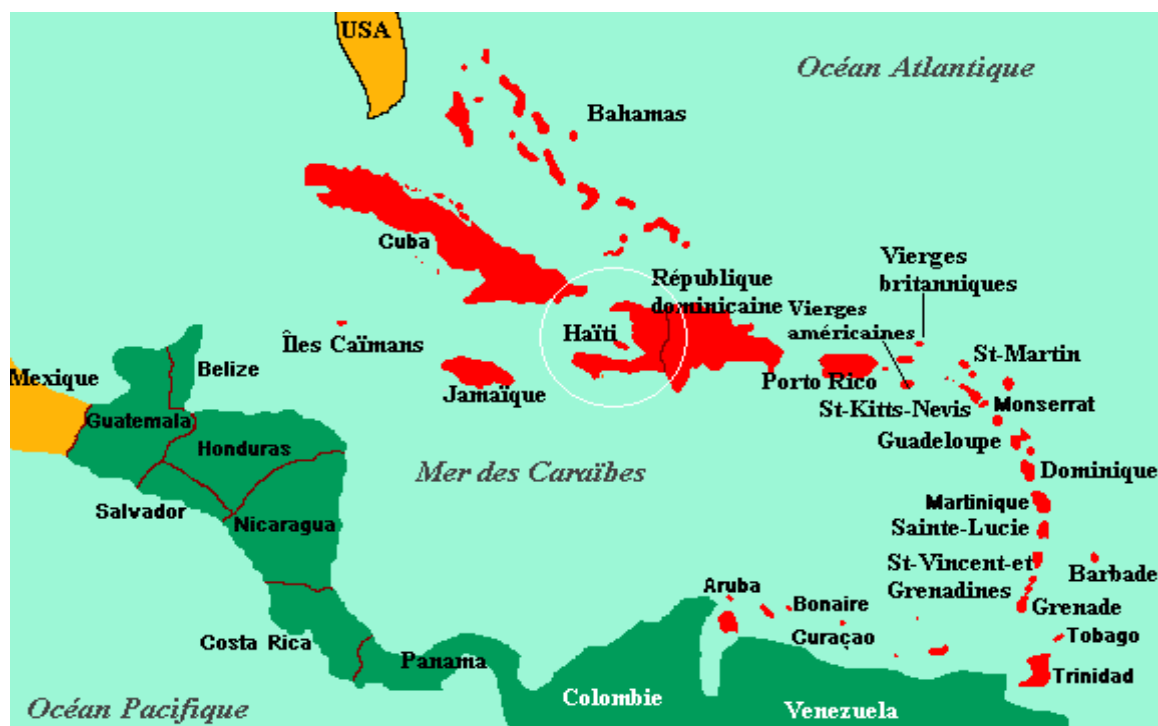 USA
Océan Atlantique
Bahamas
Cuba
Vierges
britanniques
République
dominicaine
Vierges
américaines
Haïti
Îles Caïmans
St-Martin
Belize
Mexique
Jamaïque
Porto Rico
St-Kitts-Nevis
Monserrat
Guatemala
Honduras
Guadeloupe
Mer des Caraïbes
Dominique
Salvador
Martinique
Nicaragua
Sainte-Lucie
St-Vincent-et
Grenadines
Barbade
Aruba
Bonaire
Grenade
Costa Rica
Curaçao
Tobago
Panama
Trinidad
Colombie
Océan Pacifique
Venezuela